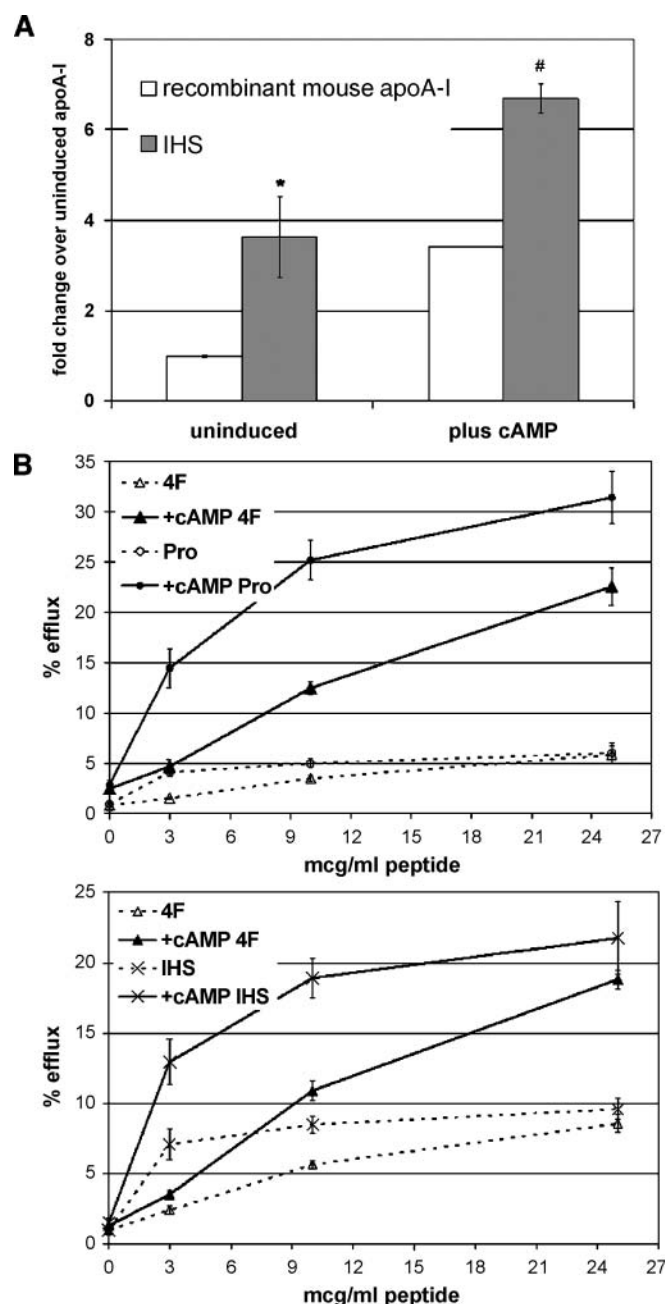 A
fold change over uninduced apoA-I
8
6
4
2
0
recombinant mouse apoA-I
IHS
*
#
uninduced
plus cAMP
B
% efflux
35
30
25
20
15
10
5
0
4F
+cAMP 4F
Pro
+cAMP Pro
0 3 6 9 12 15 18 21 24 27
mcg/ml peptide
% efflux
25
20
15
10
5
0
4F
+cAMP 4F
IHS
+cAMP IHS
0 3 6 9 12 15 18 21 24 27
mcg/ml peptide